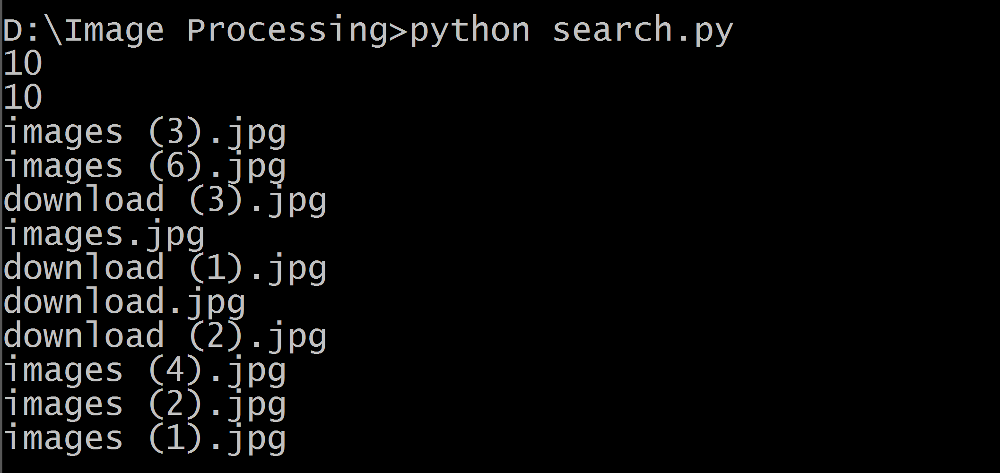 D:\Image Processing>python search.py
10
10
images (3).jpg
images (6).jpg
download (3).jpg
images.jpg
download (1).jpg
download.jpg
download (2).jpg
images (4).jpg
images (2).jpg
images (1).jpg